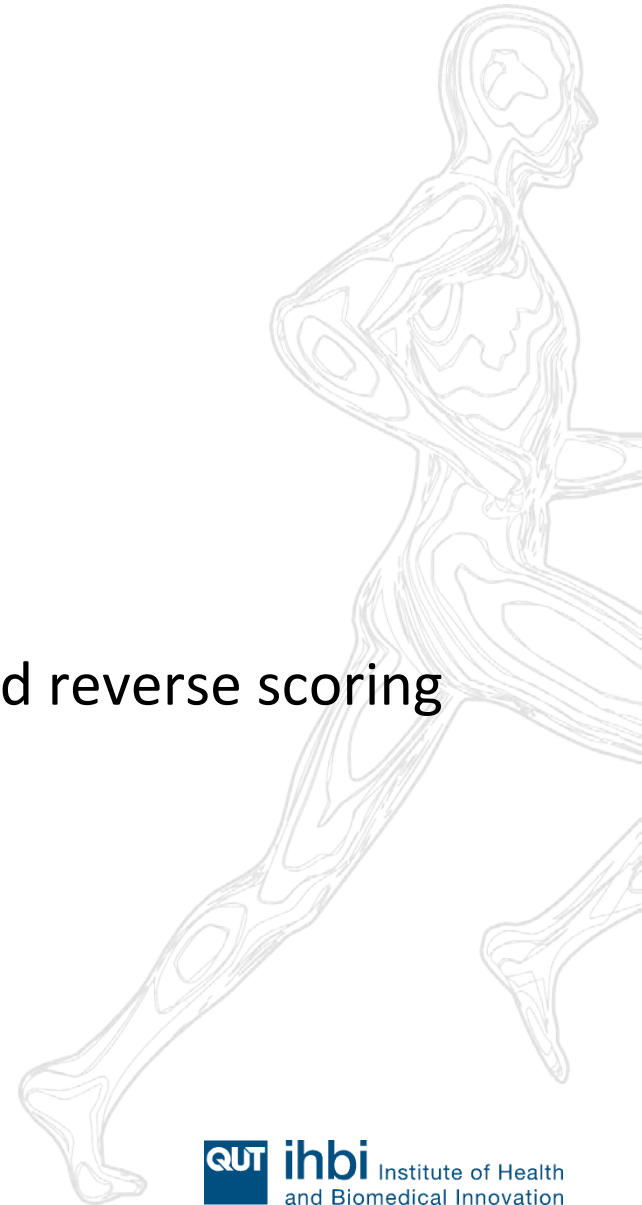 d reverse scoring
QUT ihbi Institute of Health
and Biomedical Innovation